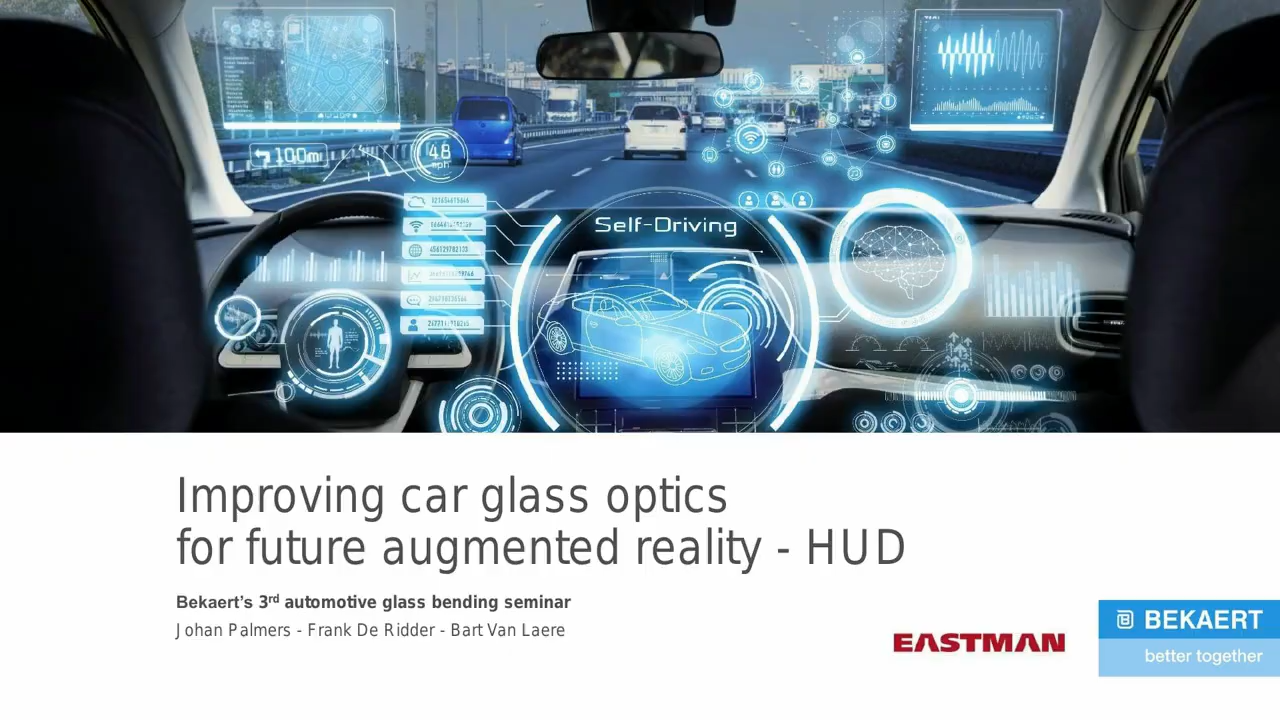 100m
48
mph
Self-Driving
Improving car glass optics
for future augmented reality - HUD
Bekaert's 3rd automotive glass bending seminar
Johan Palmers - Frank De Ridder - Bart Van Laere
EASTMAN
BEKAERT
better together